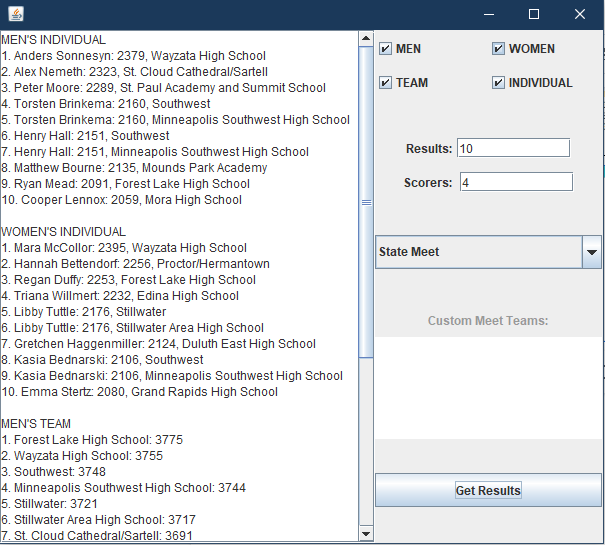 MEN'S INDIVIDUAL
1. Anders Sonnesyn: 2379, Wayzata High School
2. Alex Nemeth: 2323, St. Cloud Cathedral/Sartell
3. Peter Moore: 2289, St. Paul Academy and Summit School
4. Torsten Brinkema: 2160, Southwest
5. Torsten Brinkema: 2160, Minneapolis Southwest High School
6. Henry Hall: 2151, Southwest
7. Henry Hall: 2151, Minneapolis Southwest High School
8. Matthew Bourne: 2135, Mounds Park Academy
9. Ryan Mead: 2091, Forest Lake High School
10. Cooper Lennox: 2059, Mora High School
WOMEN'S INDIVIDUAL
1. Mara McCollor: 2395, Wayzata High School
2. Hannah Bettendorf: 2256, Proctor/Hermantown
3. Regan Duffy: 2253, Forest Lake High School
4. Triana Willmert: 2232, Edina High School
5. Libby Tuttle: 2176, Stillwater
6. Libby Tuttle: 2176, Stillwater Area High School
7. Gretchen Haggenmiller: 2124, Duluth East High School
8. Kasia Bednarski: 2106, Southwest
9. Kasia Bednarski: 2106, Minneapolis Southwest High School
10. Emma Stertz: 2080, Grand Rapids High School
MEN'S TEAM
1. Forest Lake High School: 3775
2. Wayzata High School: 3755
3. Southwest: 3748
4. Minneapolis Southwest High School: 3744
5. Stillwater: 3721
6. Stillwater Area High School: 3717
7. St. Cloud Cathedral/Sartell: 3691
MEN WOMEN
TEAM INDIVIDUAL
Results: 10
Scorers: 4
State Meet
Custom Meet Teams:
Get Results